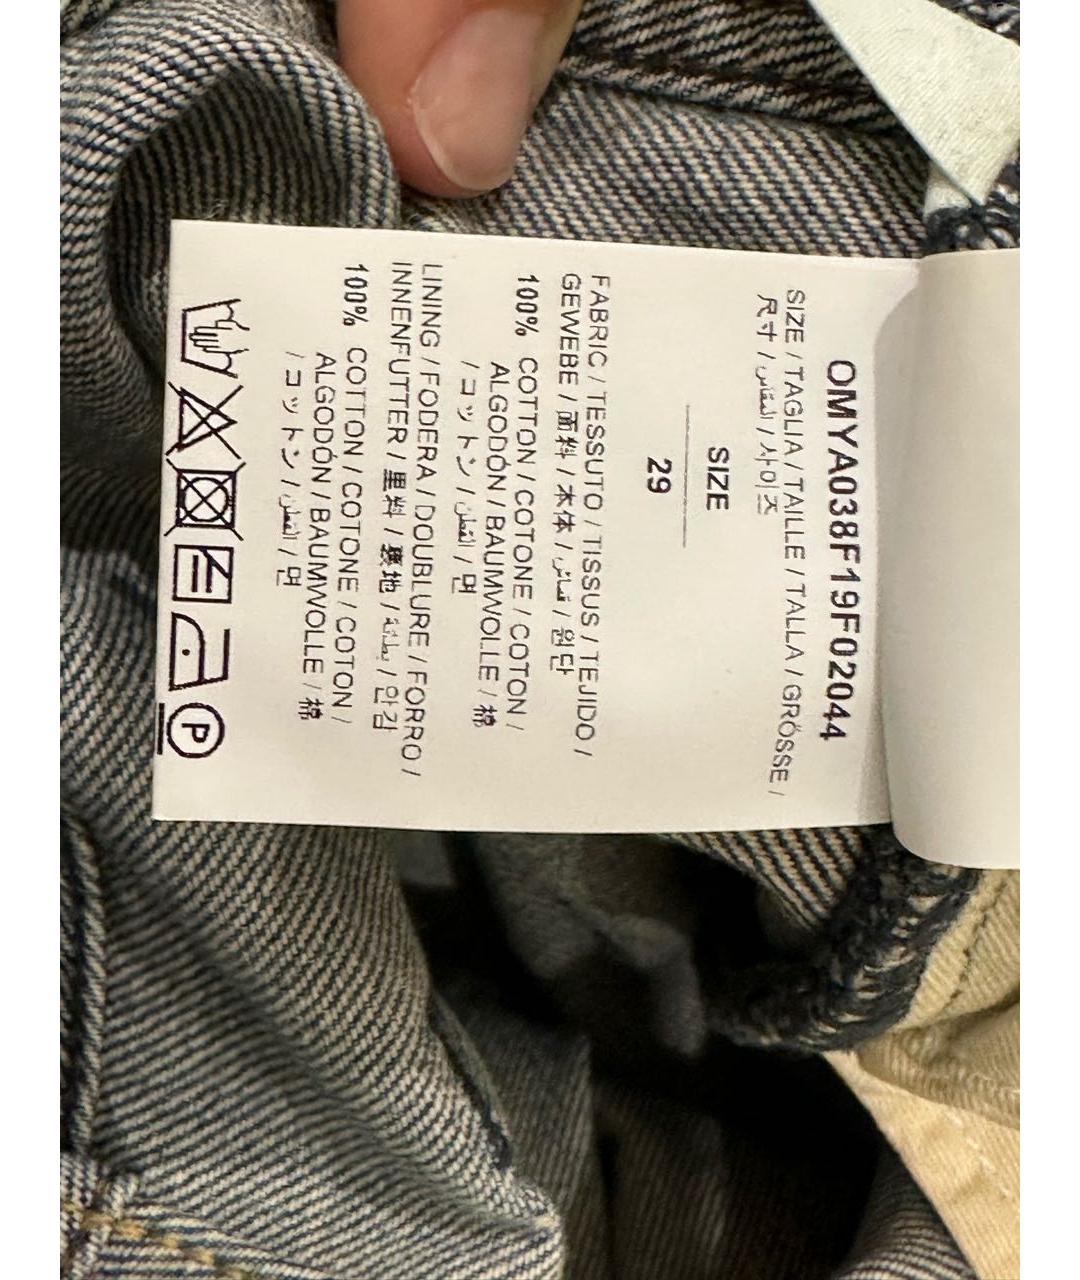 OMYA038F19F02044
SIZE / TAGLIA / TAILLE / TALLA / GRÖSSE /
尺寸 / المقاس / 사이즈
SIZE
29
FABRIC / TESSUTO / TISSUS / TEJIDO /
GEWEBE / 面料 / 本体 / قماش / 원단
100% COTTON / COTONE / COTON /
ALGODÓN / BAUMWOLLE / 棉
/ コットン / القطن / 면
LINING / FODERA / DOUBLURE / FORRO /
INNENFUTTER / 里料 / 裏地 / بطانة / 안감
100% COTTON / COTONE / COTON /
ALGODÓN / BAUMWOLLE / 棉
/ コットン / القطن / 면
P